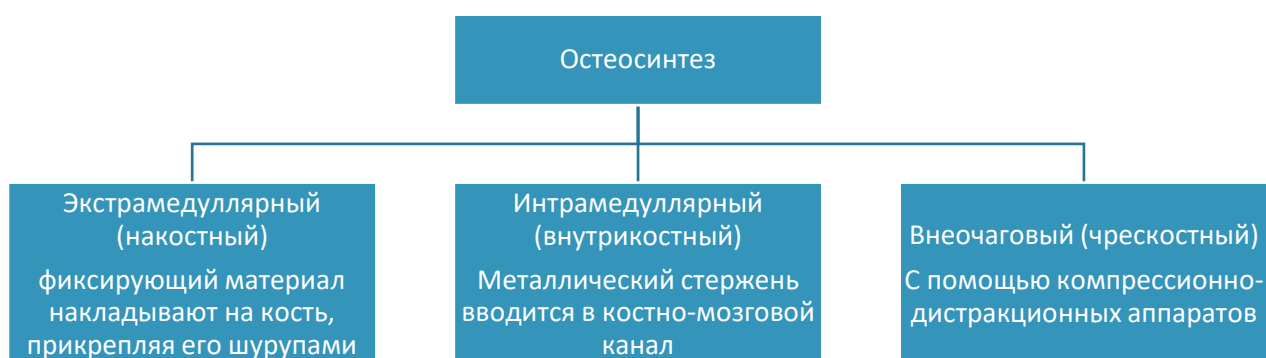 Остеосинтез
Экстрамедуллярный
(накостный)
фиксирующий материал
накладывают на кость,
прикрепляя его шурупами
Интрамедуллярный
(внутрикостный)
Металлический стержень
вводится в костно-мозговой
канал
Внеочаговый (чрескостный)
С помощью компрессионно-
дистракционных аппаратов